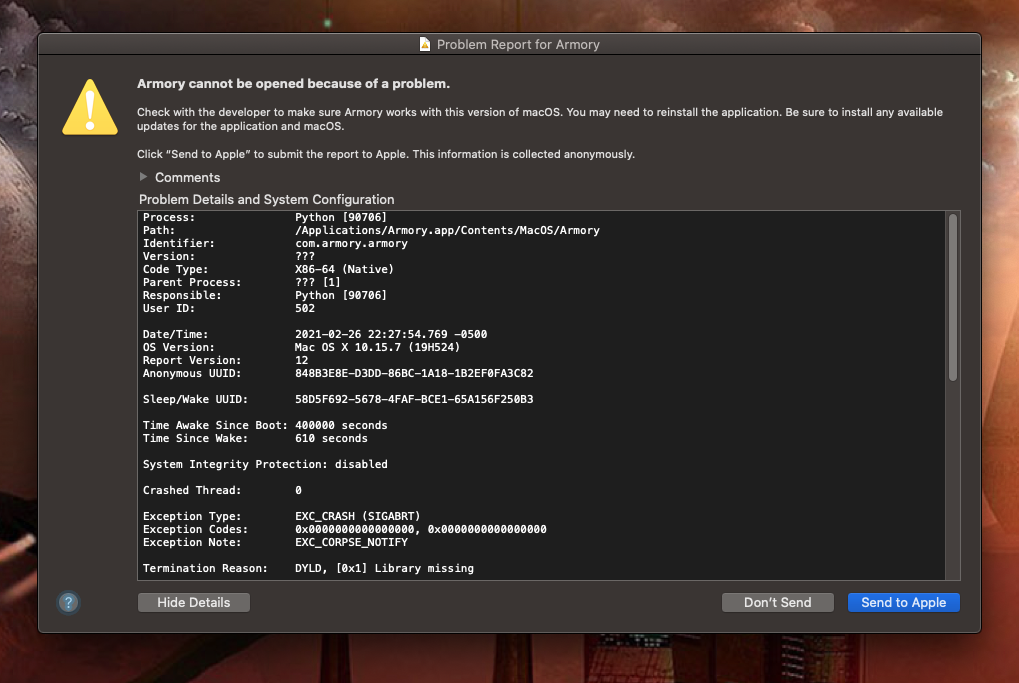 Problem Report for Armory
Armory cannot be opened because of a problem.
Check with the developer to make sure Armory works with this version of macOS. You may need to reinstall the application. Be sure to install any available
updates for the application and macOS.
Click “Send to Apple” to submit the report to Apple. This information is collected anonymously.
Comments
Problem Details and System Configuration
Process: Python [90706]
Path: /Applications/Armory.app/Contents/MacOS/Armory
Identifier: com.armory.armory
Version: ???
Code Type: X86-64 (Native)
Parent Process: ??? [1]
Responsible: Python [90706]
User ID: 502
Date/Time: 2021-02-26 22:27:54.769 -0500
OS Version: Mac OS X 10.15.7 (19H524)
Report Version: 12
Anonymous UUID: 848B3E8E-D3DD-86BC-1A18-1B2EF0FA3C82
Sleep/Wake UUID: 58D5F692-5678-4FAF-BCE1-65A156F250B3
Time Awake Since Boot: 400000 seconds
Time Since Wake: 610 seconds
System Integrity Protection: disabled
Crashed Thread: 0
Exception Type: EXC_CRASH (SIGABRT)
Exception Codes: 0x0000000000000000, 0x0000000000000000
Exception Note: EXC_CORPSE_NOTIFY
Termination Reason: DYLD, [0x1] Library missing
?
Hide Details
Don’t Send
Send to Apple